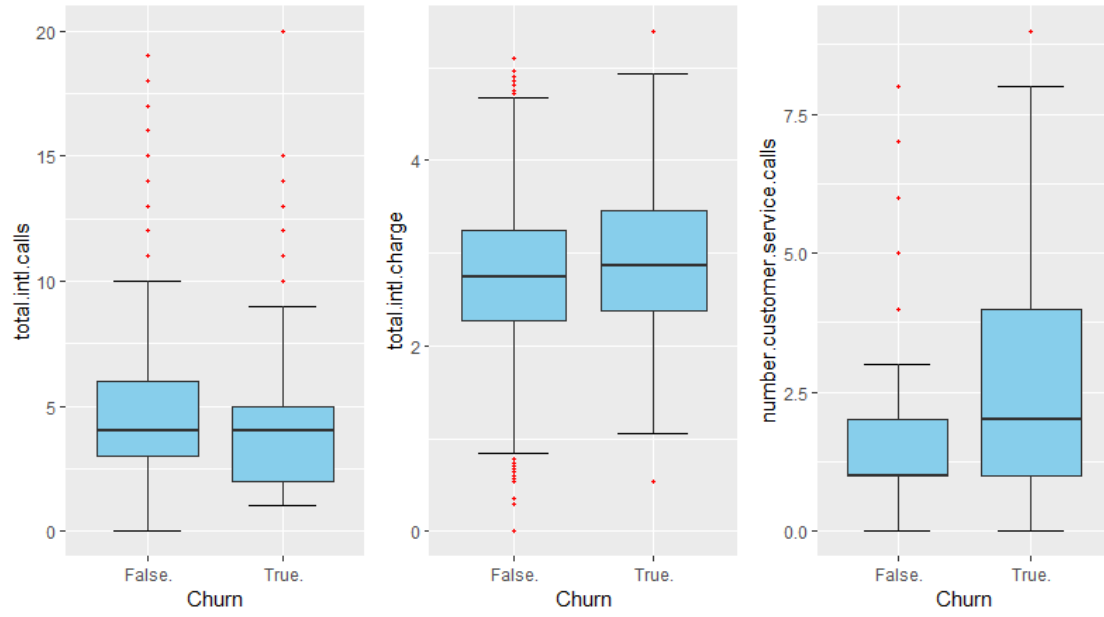 total.intl.calls
20
15
10
5
0
False.
True.
Churn
total.intl.charge
4
2
0
False.
True.
Churn
number.customer.service.calls
7.5
5.0
2.5
0.0
False.
True.
Churn